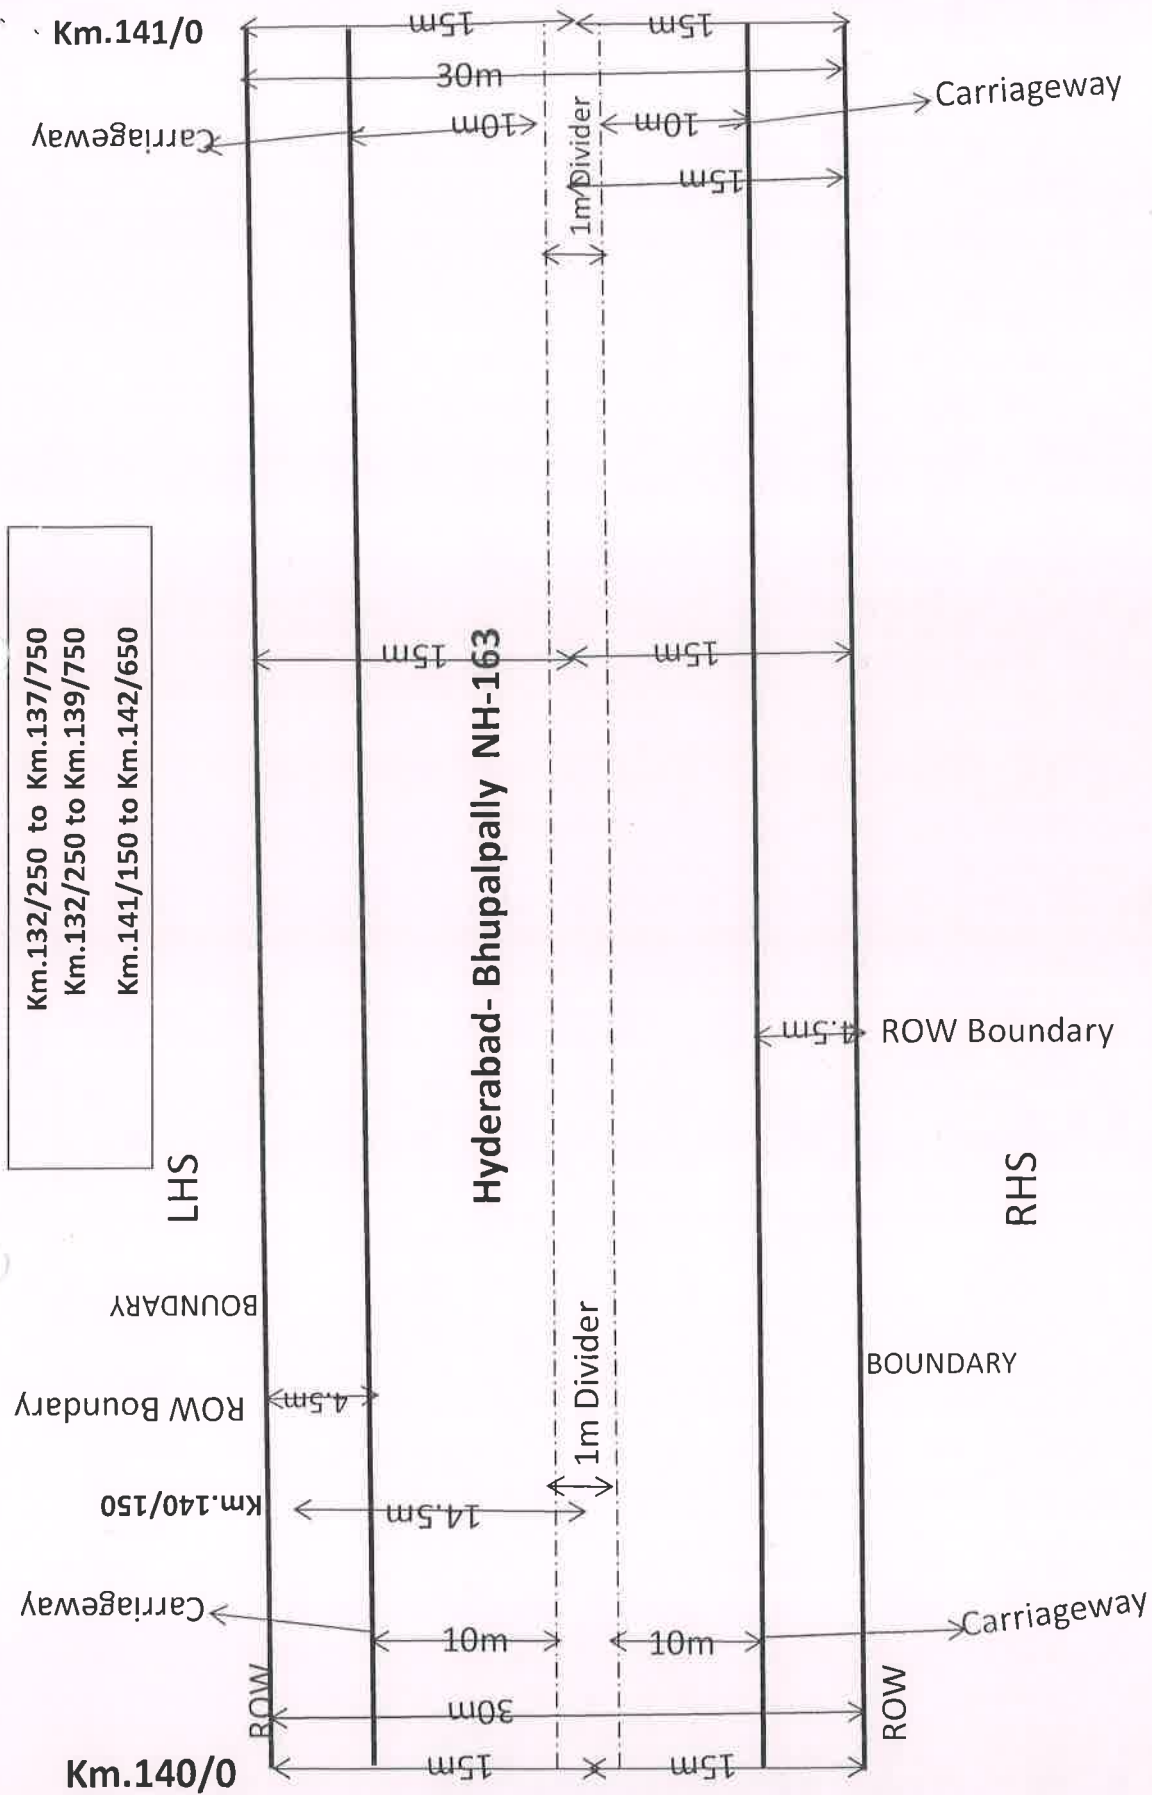 Km.141/0
15m
15m
30m
Carriageway
10m
10m
Carriageway
1m Divider
15m
Km.132/250 to Km.137/750
Km.132/250 to Km.139/750
Km.141/150 to Km.142/650
15m
15m
Hyderabad- Bhupalpally NH-163
4.5m
ROW Boundary
LHS
RHS
BOUNDARY
BOUNDARY
ROW Boundary
4.5m
1m Divider
Km.140/150
14.5m
Carriageway
10m
10m
Carriageway
ROW
30m
ROW
Km.140/0
15m
15m